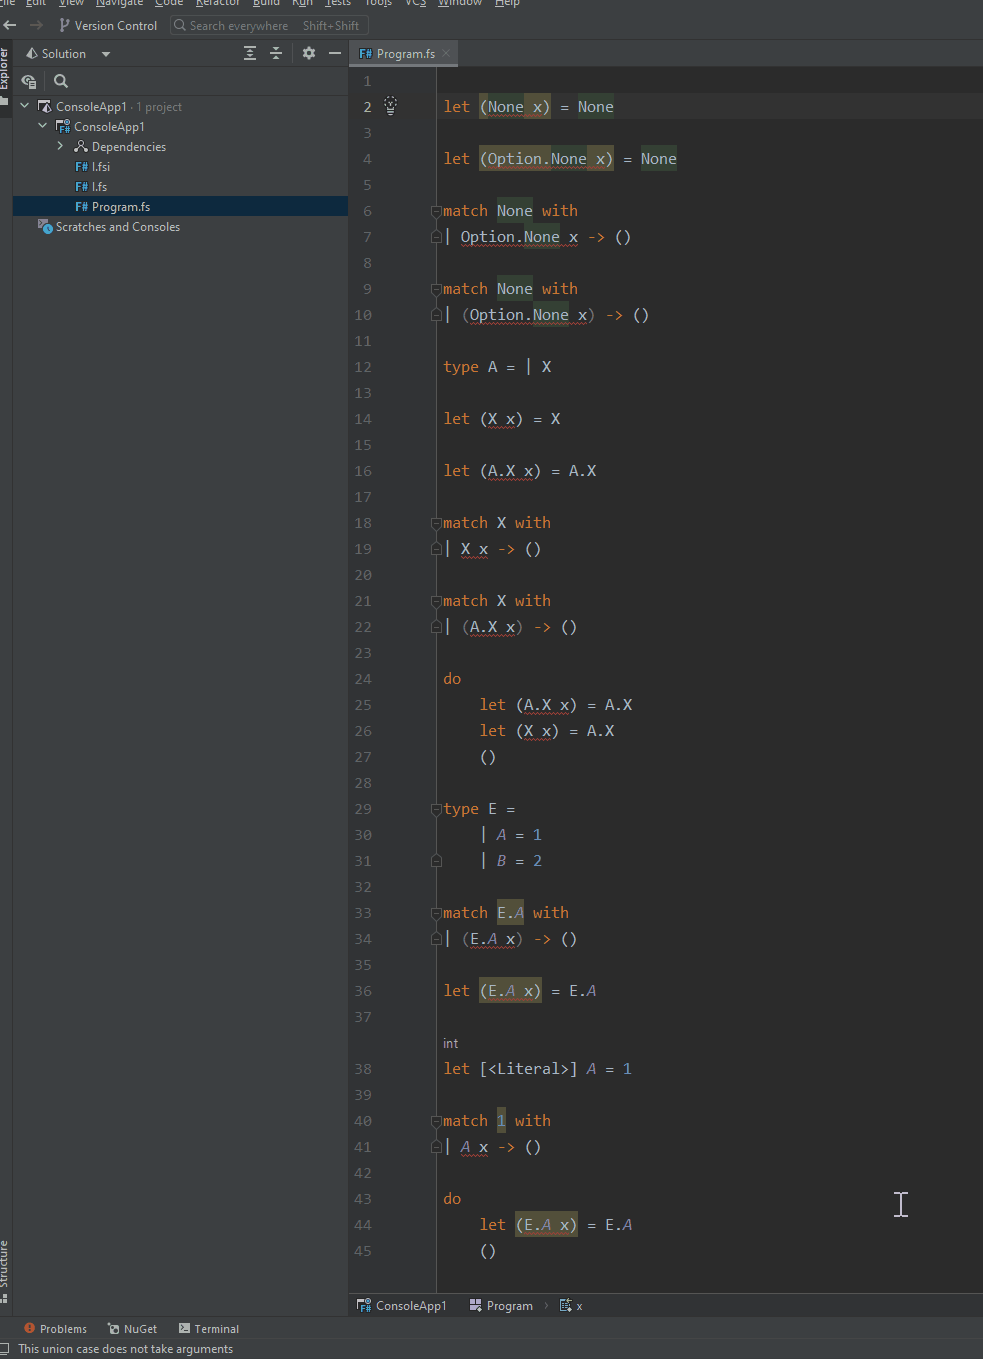 File Edit View Navigate Code Refactor Build Run Tests Tools VCS Window Help
Version Control Search everywhere Shift+Shift
Explorer
Solution
Program.fs
ConsoleApp1 · 1 project
ConsoleApp1
Dependencies
I.fsi
I.fs
Program.fs
Scratches and Consoles
1
2 let (None x) = None
3
4 let (Option.None x) = None
5
6 match None with
7 | Option.None x -> ()
8
9 match None with
10 | (Option.None x) -> ()
11
12 type A = | X
13
14 let (X x) = X
15
16 let (A.X x) = A.X
17
18 match X with
19 | X x -> ()
20
21 match X with
22 | (A.X x) -> ()
23
24 do
25 let (A.X x) = A.X
26 let (X x) = A.X
27 ()
28
29 type E =
30 | A = 1
31 | B = 2
32
33 match E.A with
34 | (E.A x) -> ()
35
36 let (E.A x) = E.A
37
int
38 let [<Literal>] A = 1
39
40 match 1 with
41 | A x -> ()
42
43 do
44 let (E.A x) = E.A
45 ()
Structure
ConsoleApp1 Program x
Problems NuGet Terminal
This union case does not take arguments